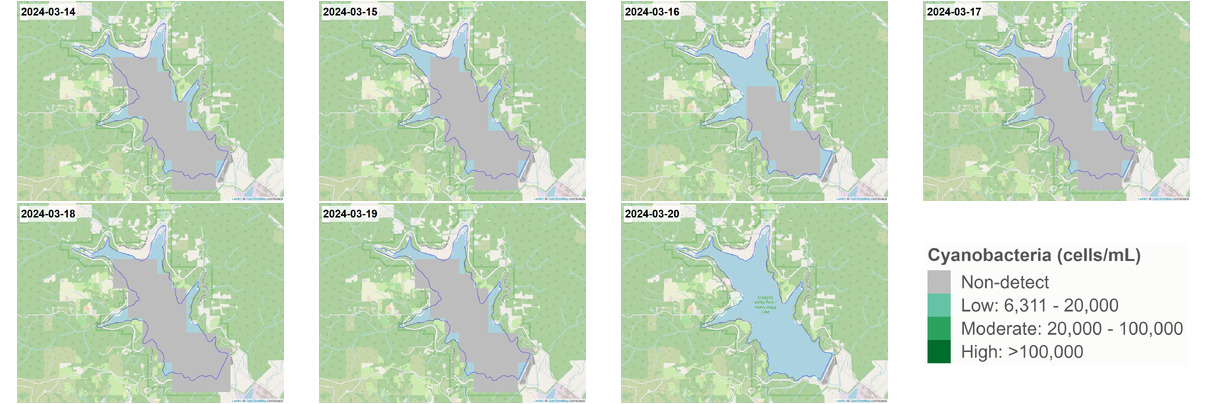 2024-03-14
2024-03-15
2024-03-16
2024-03-17
2024-03-18
2024-03-19
2024-03-20
Cyanobacteria (cells/mL)
Non-detect
Low: 6,311 - 20,000
Moderate: 20,000 - 100,000
High: >100,000